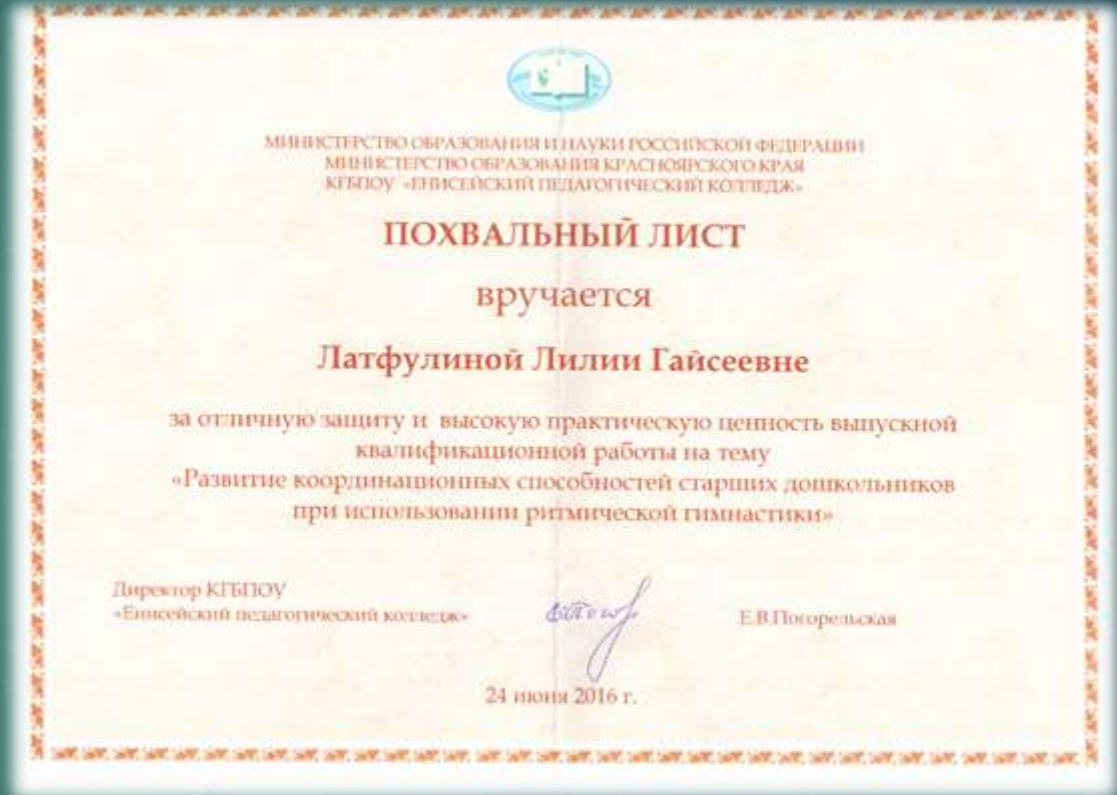 МИНИСТЕРСТВО ОБРАЗОВАНИЯ И НАУКИ РОССИЙСКОЙ ФЕДЕРАЦИИ
МИНИСТЕРСТВО ОБРАЗОВАНИЯ КРАСНОЯРСКОГО КРАЯ
КГБПОУ «ЕНИСЕЙСКИЙ ПЕДАГОГИЧЕСКИЙ КОЛЛЕДЖ»
ПОХВАЛЬНЫЙ ЛИСТ
вручается
Латфулиной Лилии Гайсеевне
за отличную защиту и высокую практическую ценность выпускной
квалификационной работы на тему
«Развитие координационных способностей старших дошкольников
при использовании ритмической гимнастики»
Директор КГБПОУ
«Енисейский педагогический колледж»
Е.В.Погорельская
24 июня 2016 г.